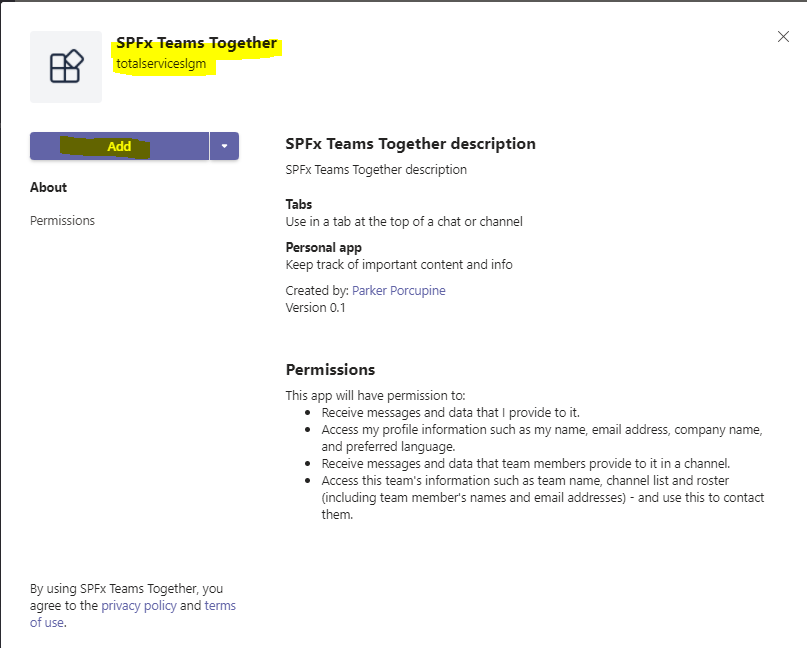 SPFx Teams Together
totalserviceslgm
Add
About
Permissions
SPFx Teams Together description
SPFx Teams Together description
Tabs
Use in a tab at the top of a chat or channel
Personal app
Keep track of important content and info
Created by: Parker Porcupine
Version 0.1
Permissions
This app will have permission to:
Receive messages and data that I provide to it.
Access my profile information such as my name, email address, company name,
and preferred language.
Receive messages and data that team members provide to it in a channel.
Access this team's information such as team name, channel list and roster
(including team member's names and email addresses) - and use this to contact
them.
By using SPFx Teams Together, you
agree to the privacy policy and terms
of use.